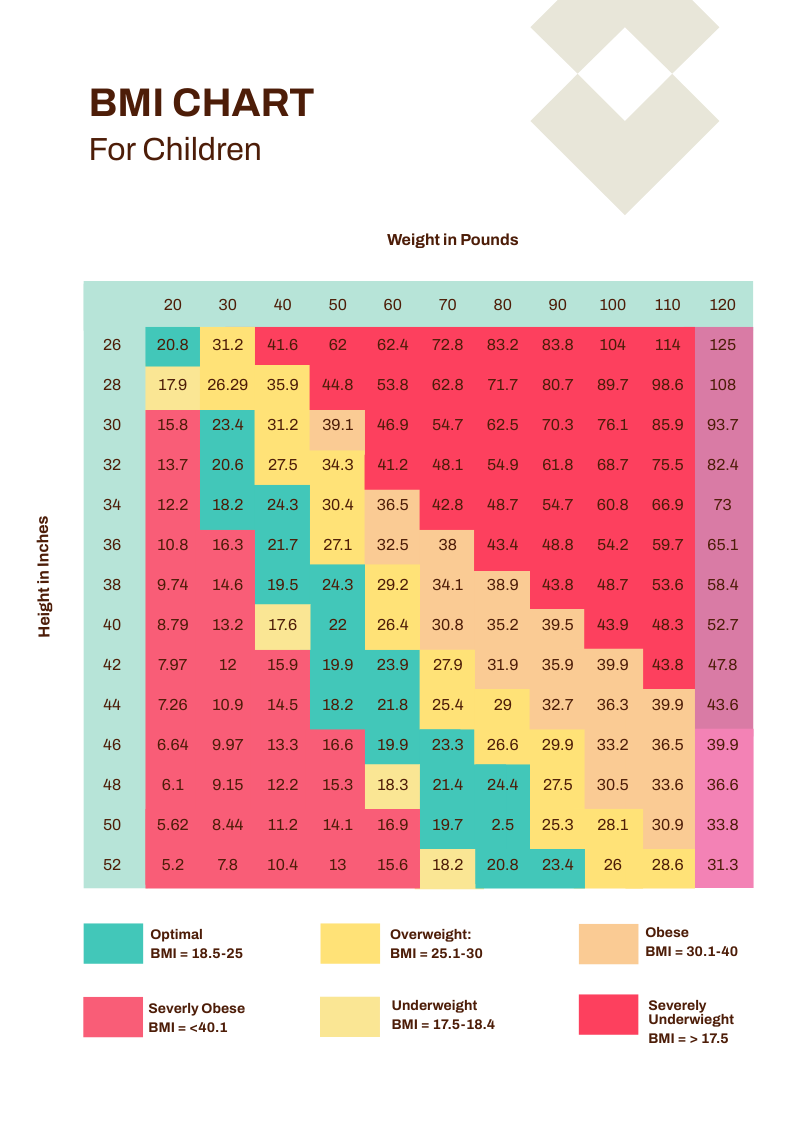 BMI CHART
For Children
Weight in Pounds
Height in Inches
20 30 40 50 60 70 80 90 100 110 120
26 20.8 31.2 41.6 62 62.4 72.8 83.2 83.8 104 114 125
28 17.9 26.29 35.9 44.8 53.8 62.8 71.7 80.7 89.7 98.6 108
30 15.8 23.4 31.2 39.1 46.9 54.7 62.5 70.3 76.1 85.9 93.7
32 13.7 20.6 27.5 34.3 41.2 48.1 54.9 61.8 68.7 75.5 82.4
34 12.2 18.2 24.3 30.4 36.5 42.8 48.7 54.7 60.8 66.9 73
36 10.8 16.3 21.7 27.1 32.5 38 43.4 48.8 54.2 59.7 65.1
38 9.74 14.6 19.5 24.3 29.2 34.1 38.9 43.8 48.7 53.6 58.4
40 8.79 13.2 17.6 22 26.4 30.8 35.2 39.5 43.9 48.3 52.7
42 7.97 12 15.9 19.9 23.9 27.9 31.9 35.9 39.9 43.8 47.8
44 7.26 10.9 14.5 18.2 21.8 25.4 29 32.7 36.3 39.9 43.6
46 6.64 9.97 13.3 16.6 19.9 23.3 26.6 29.9 33.2 36.5 39.9
48 6.1 9.15 12.2 15.3 18.3 21.4 24.4 27.5 30.5 33.6 36.6
50 5.62 8.44 11.2 14.1 16.9 19.7 2.5 25.3 28.1 30.9 33.8
52 5.2 7.8 10.4 13 15.6 18.2 20.8 23.4 26 28.6 31.3
Optimal
BMI = 18.5-25
Overweight:
BMI = 25.1-30
Obese
BMI = 30.1-40
Severly Obese
BMI = <40.1
Underweight
BMI = 17.5-18.4
Severely
Underwieght
BMI = > 17.5